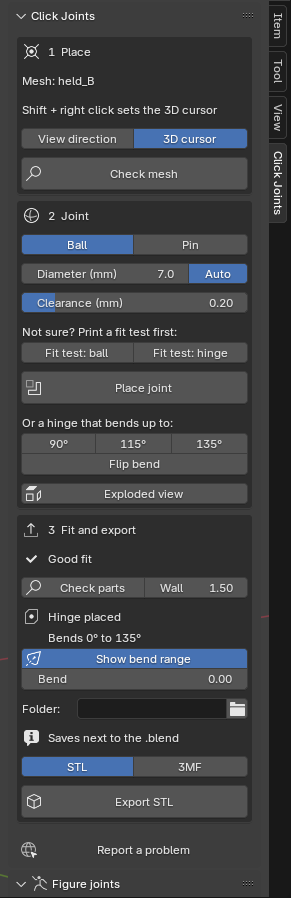 Click Joints
1 Place
Mesh: held_B
Shift + right click sets the 3D cursor
View direction
3D cursor
Check mesh
2 Joint
Ball
Pin
Diameter (mm) 7.0
Auto
Clearance (mm) 0.20
Not sure? Print a fit test first:
Fit test: ball
Fit test: hinge
Place joint
Or a hinge that bends up to:
90°
115°
135°
Flip bend
Exploded view
3 Fit and export
Good fit
Check parts
Wall 1.50
Hinge placed
Bends 0° to 135°
Show bend range
Bend 0.00
Folder:
Saves next to the .blend
STL
3MF
Export STL
Report a problem
Figure joints
Item
Tool
View
Click Joints